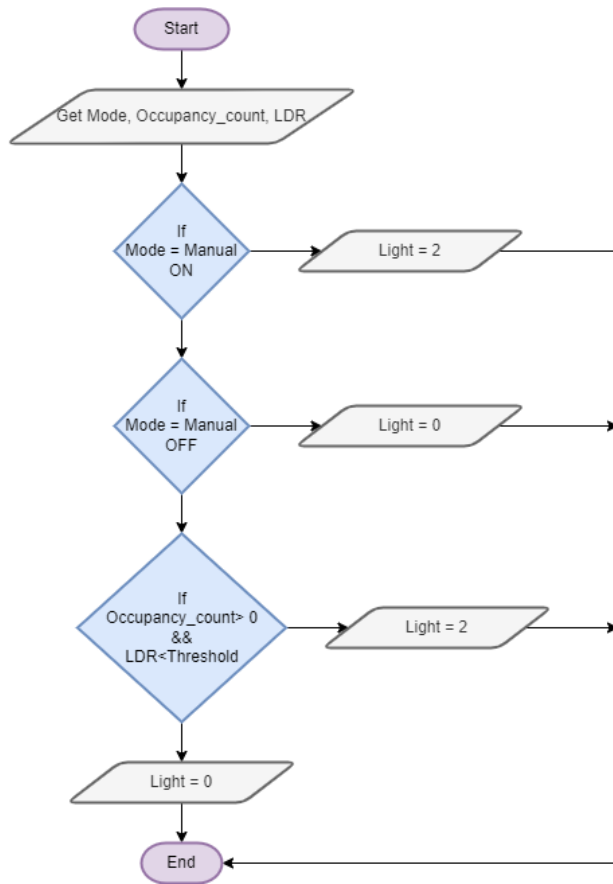 Start
Get Mode, Occupancy_count, LDR
If
Mode = Manual
ON
Light = 2
If
Mode = Manual
OFF
Light = 0
If
Occupancy_count> 0
&&
LDR<Threshold
Light = 2
Light = 0
End